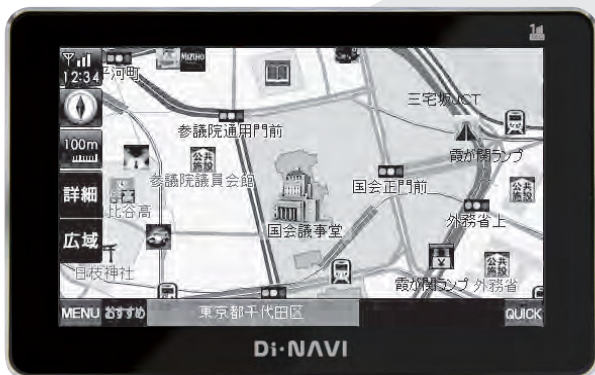 12:34
平河町
MIZUHO
三宅坂JCT
参議院通用門前
100m
霞が関ランプ
公共
施設
参議院議員会館
国会正門前
公共
施設
詳細
比谷高
外務省上
国会議事堂
広域
日枝神社
公共
施設
霞が関ランプ
外務省
MENU
おすすめ
東京都千代田区
QUICK
Di-NAVI